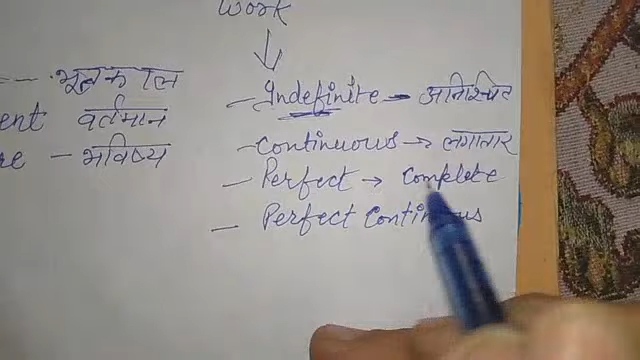 Work
- Indefinite - अनिश्चित
- - - भूतकाल
ent वर्तमान
- Continuous → लगातार
re - भविष्य
- Perfect → Complete
- Perfect Continuous